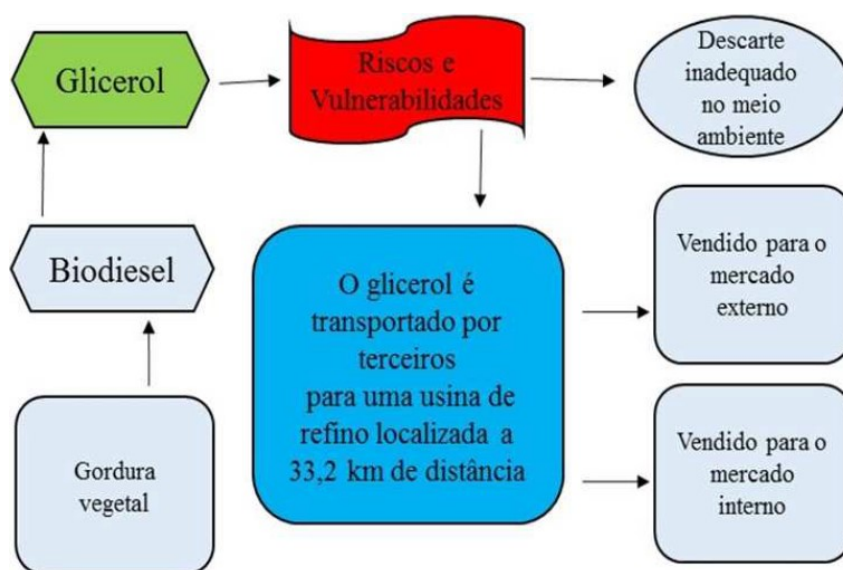 Glicerol
Riscos e
Vulnerabilidades
Descarte
inadequado
no meio
ambiente
Biodiesel
O glicerol é
transportado por
terceiros
para uma usina de
refino localizada a
33,2 km de distância
Vendido para o
mercado
externo
Gordura
vegetal
Vendido para o
mercado
interno